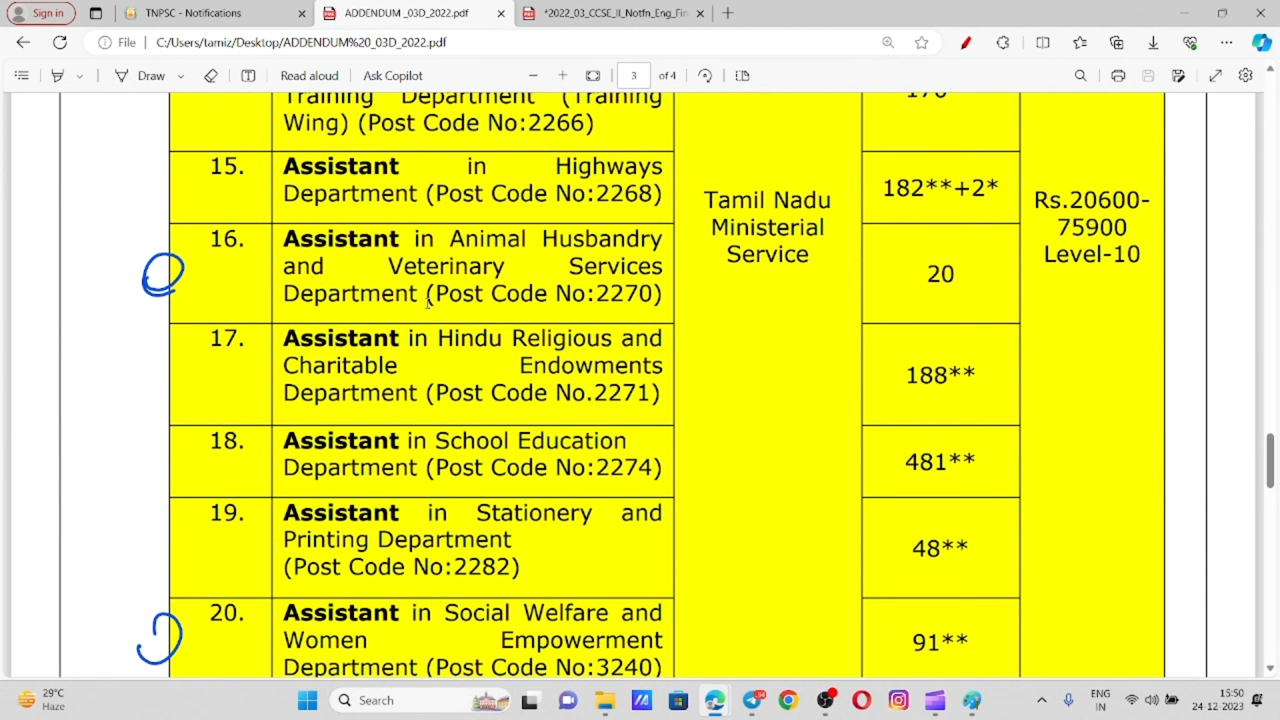 TNPSC - Notifications
ADDENDUM _03D_2022.pdf
*2022_03_CCSE_II_Notfn_Eng_Fin
Sign in
File
C:/Users/tamiz/Desktop/ADDENDUM%20_03D_2022.pdf
Draw
Read aloud
Ask Copilot
3 of 4
Training Department (Training
Wing) (Post Code No:2266)
15.
Assistant in Highways
Department (Post Code No:2268)
182**+2*
16.
Assistant in Animal Husbandry
and Veterinary Services
Department (Post Code No:2270)
20
17.
Assistant in Hindu Religious and
Charitable Endowments
Department (Post Code No.2271)
188**
18.
Assistant in School Education
Department (Post Code No:2274)
481**
19.
Assistant in Stationery and
Printing Department
(Post Code No:2282)
48**
20.
Assistant in Social Welfare and
Women Empowerment
Department (Post Code No:3240)
91**
Tamil Nadu
Ministerial
Service
Rs.20600-
75900
Level-10
29°C
Haze
Search
34
ENG
IN
15:50
24-12-2023